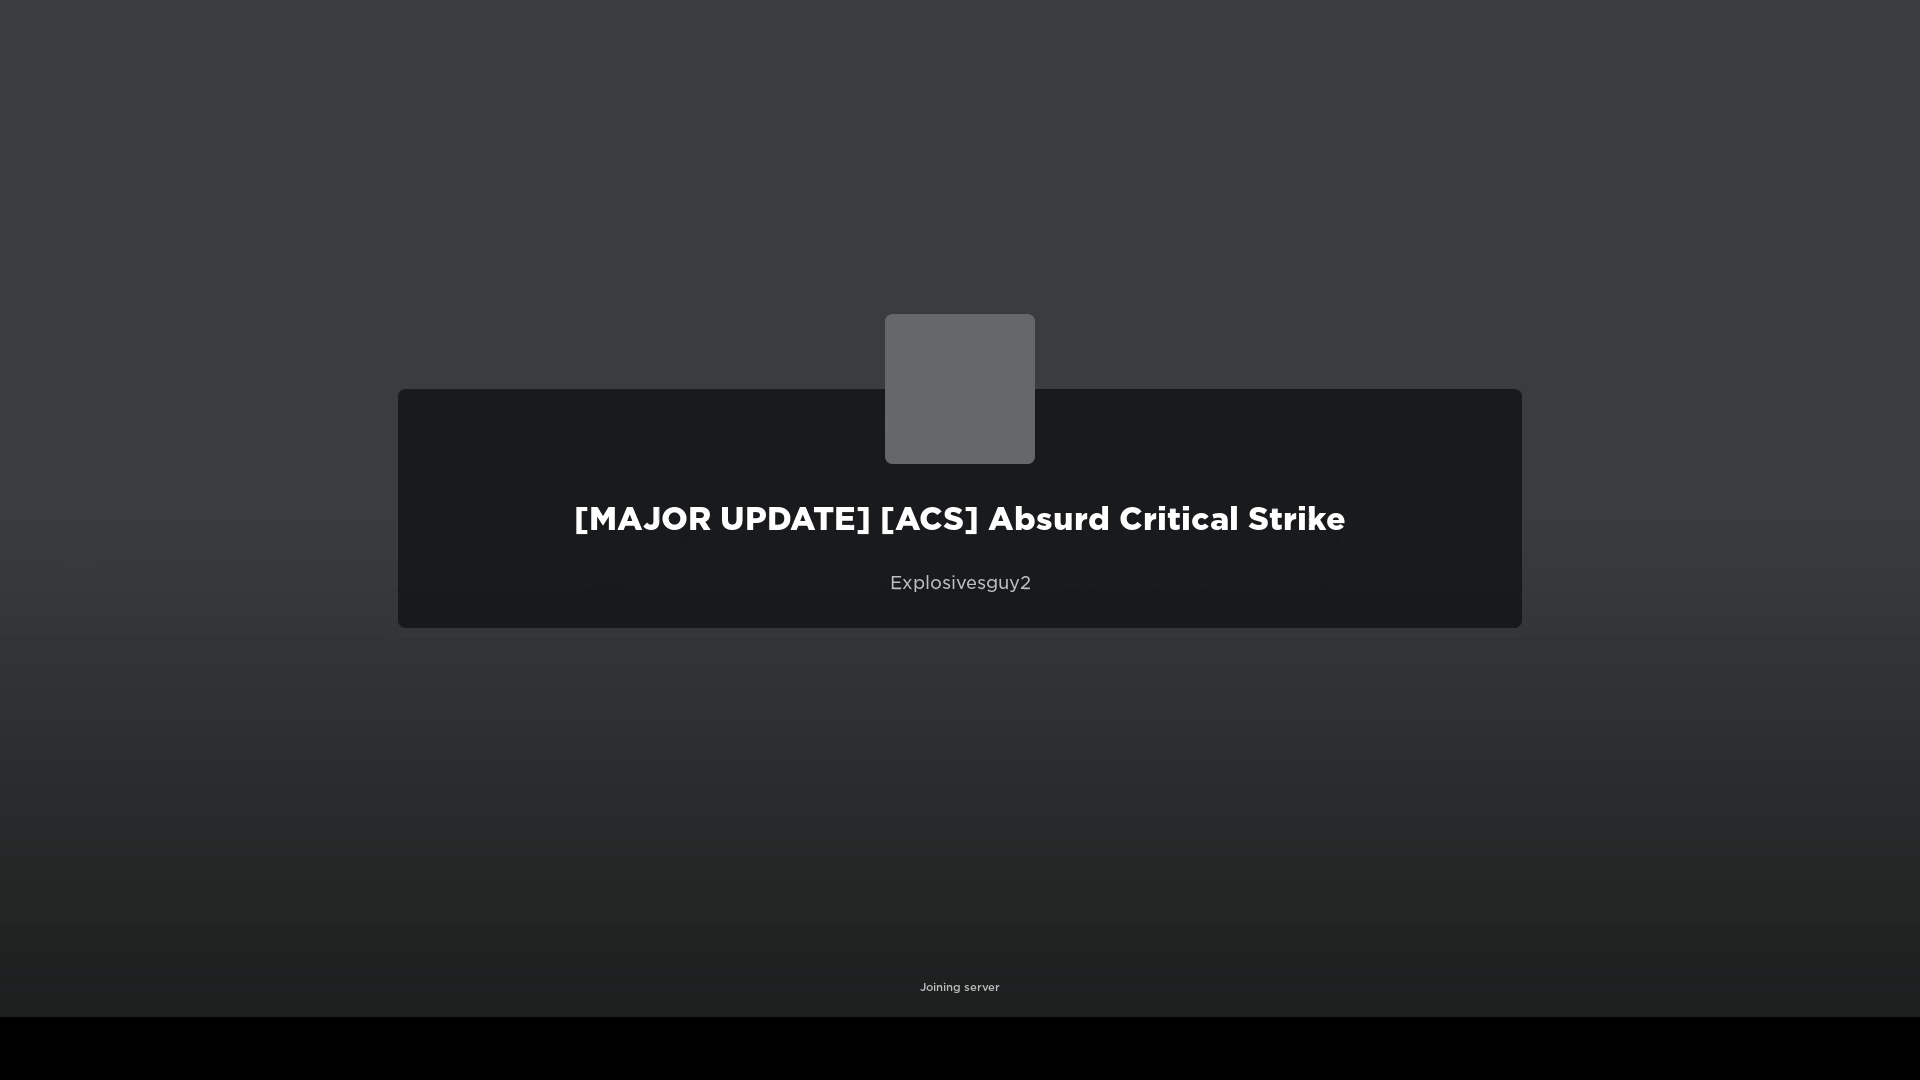 [MAJOR UPDATE] [ACS] Absurd Critical Strike
Explosivesguy2
Joining server